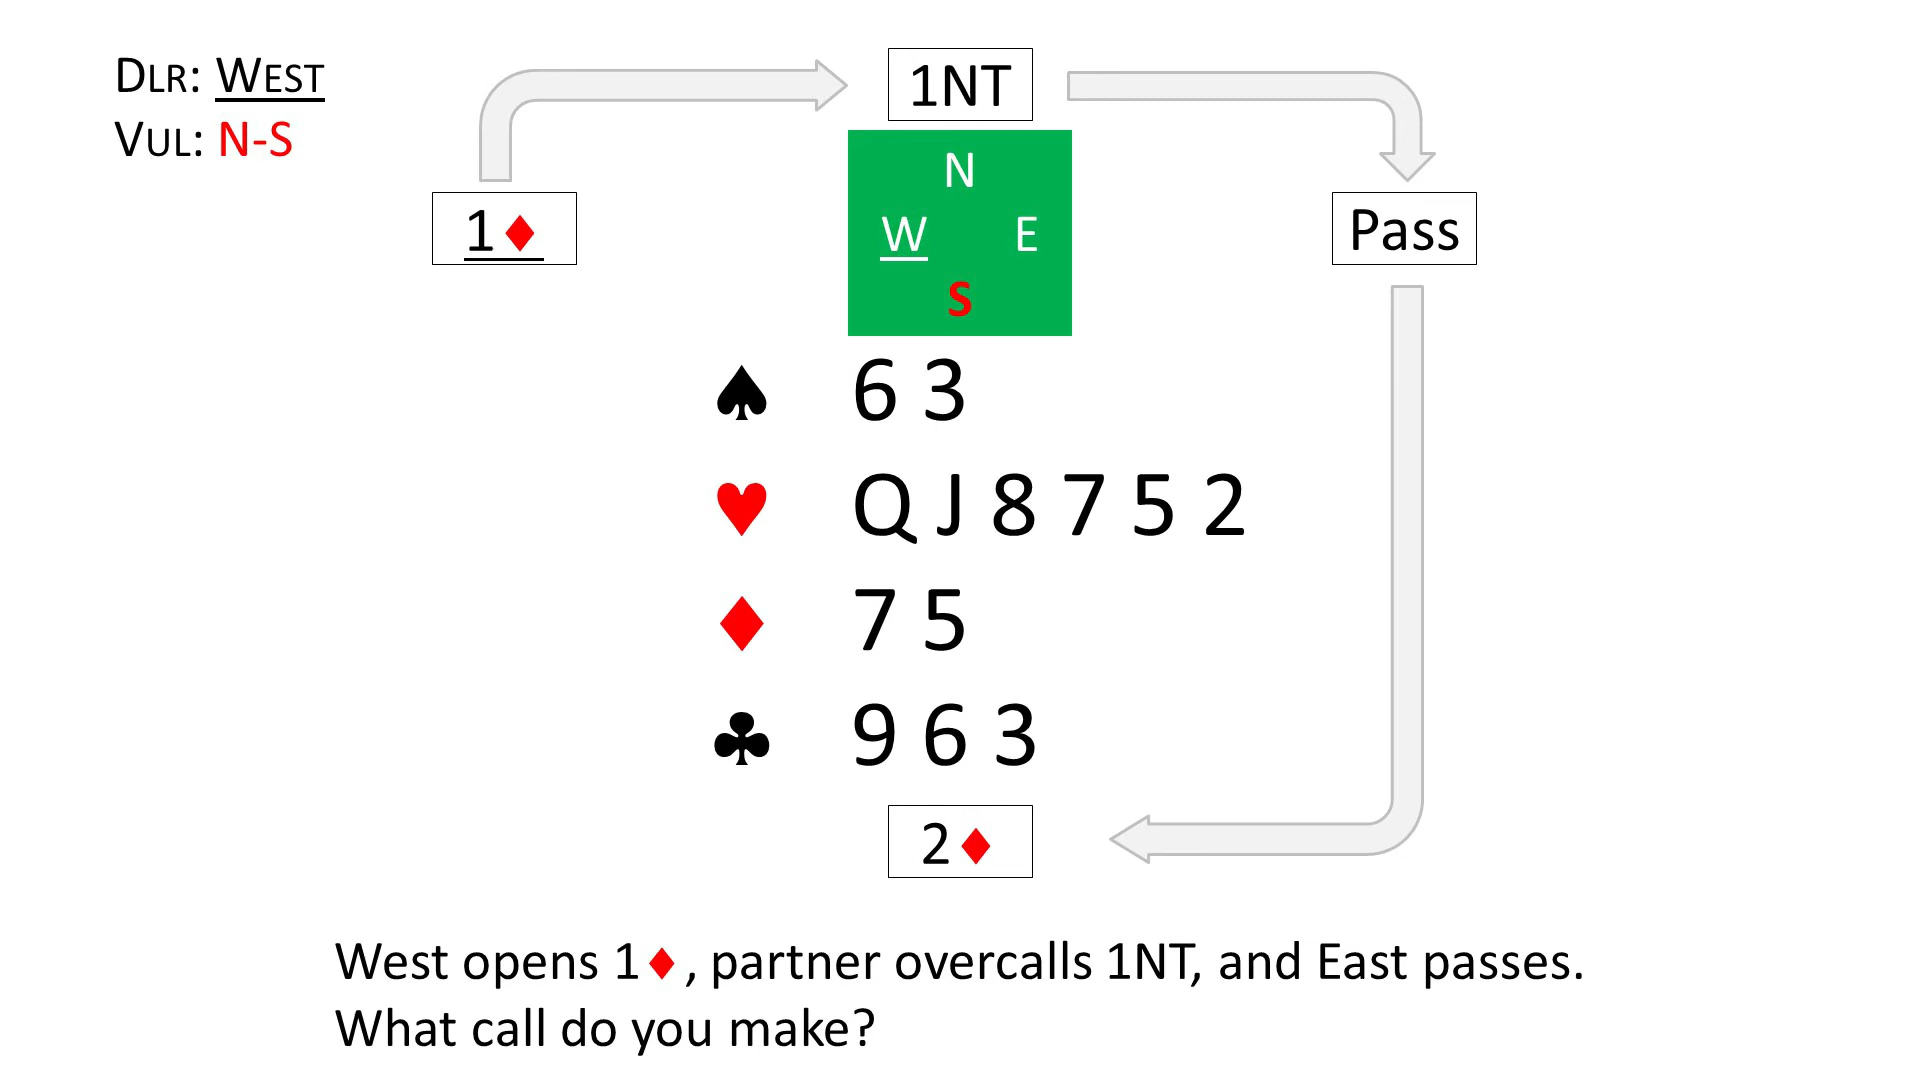 DLR: WEST
VUL: N-S
1NT
1♦
N
W E
S
Pass
♠ 6 3
♥ Q J 8 7 5 2
♦ 7 5
♣ 9 6 3
2♦
West opens 1♦, partner overcalls 1NT, and East passes.
What call do you make?